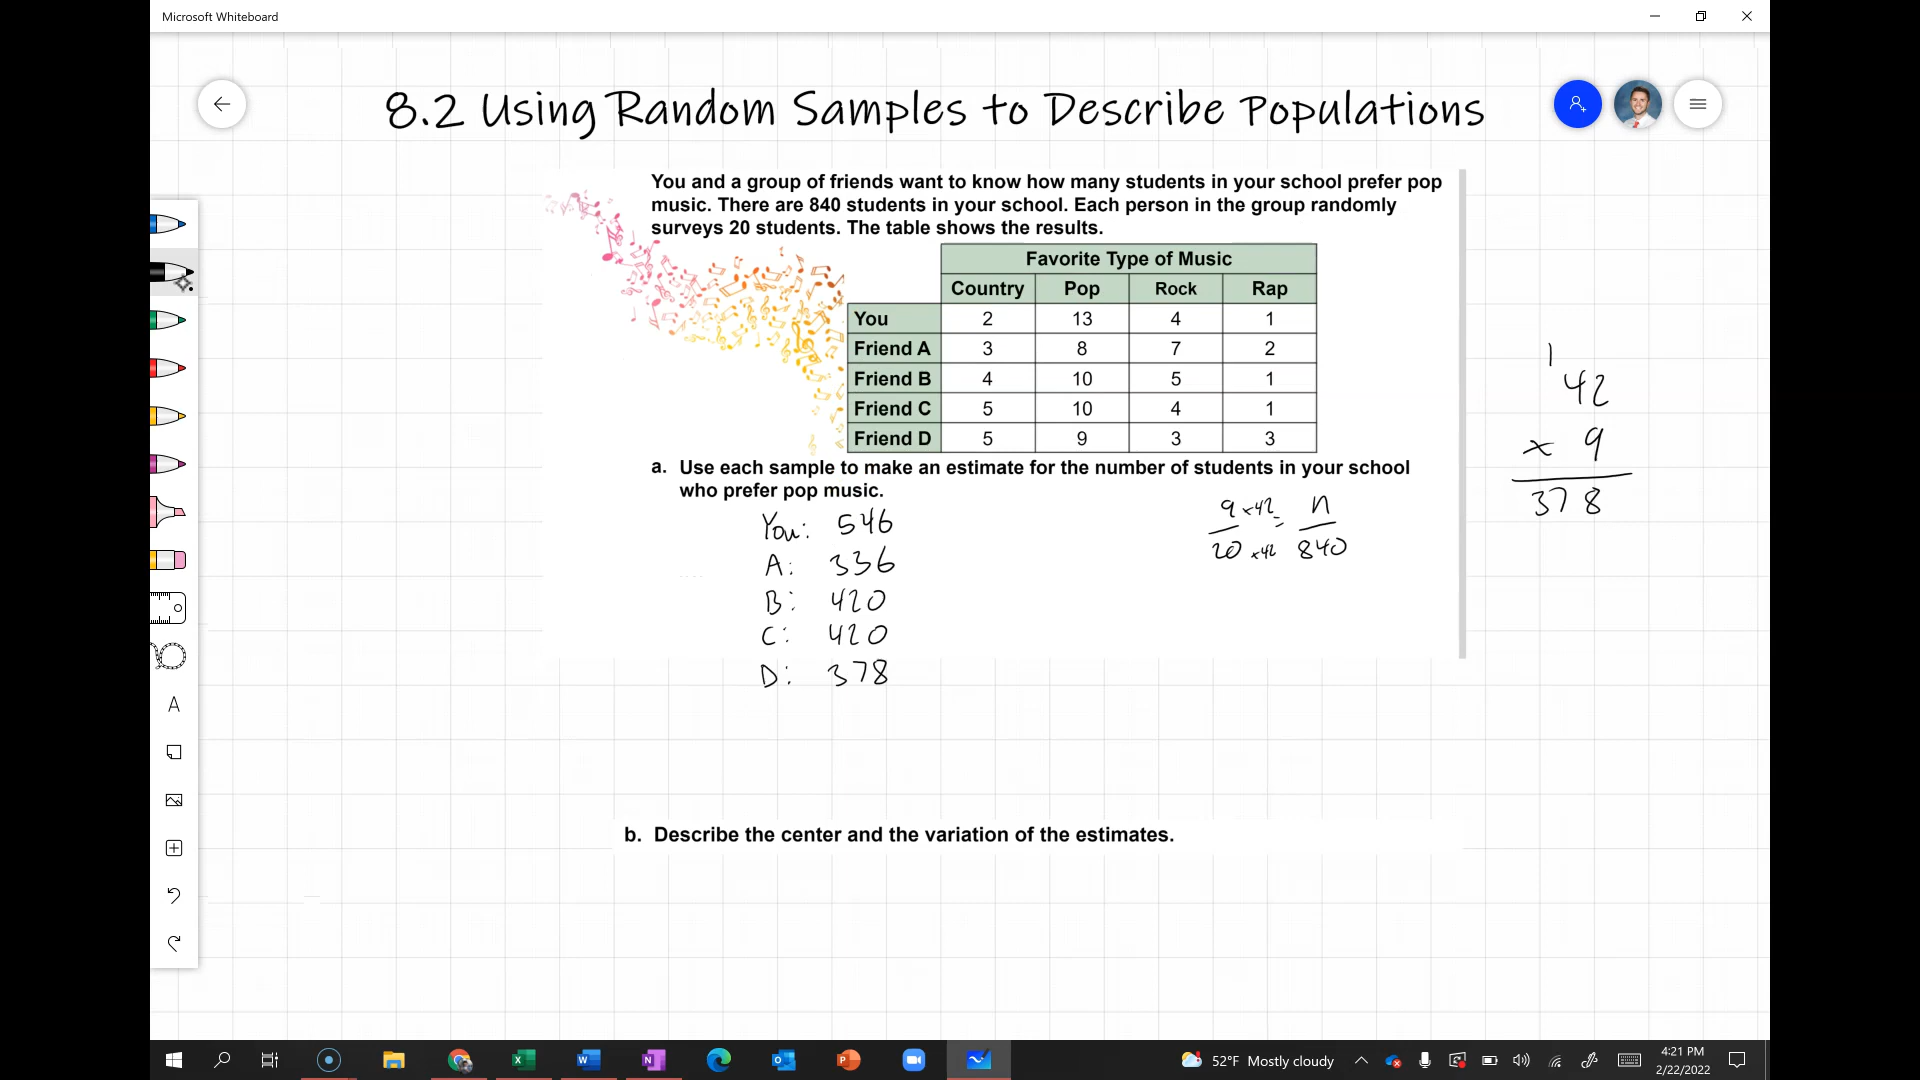 Microsoft Whiteboard
8.2 Using Random Samples to Describe Populations
You and a group of friends want to know how many students in your school prefer pop
music. There are 840 students in your school. Each person in the group randomly
surveys 20 students. The table shows the results.
Favorite Type of Music
Country Pop Rock Rap
You 2 13 4 1
Friend A 3 8 7 2
Friend B 4 10 5 1
Friend C 5 10 4 1
Friend D 5 9 3 3
1
42
x 9
378
a. Use each sample to make an estimate for the number of students in your school
who prefer pop music.
You: 546
A: 336
B: 420
C: 420
D: 378
9 x42 = n
20 x42 840
b. Describe the center and the variation of the estimates.
A
52°F Mostly cloudy
4:21 PM
2/22/2022